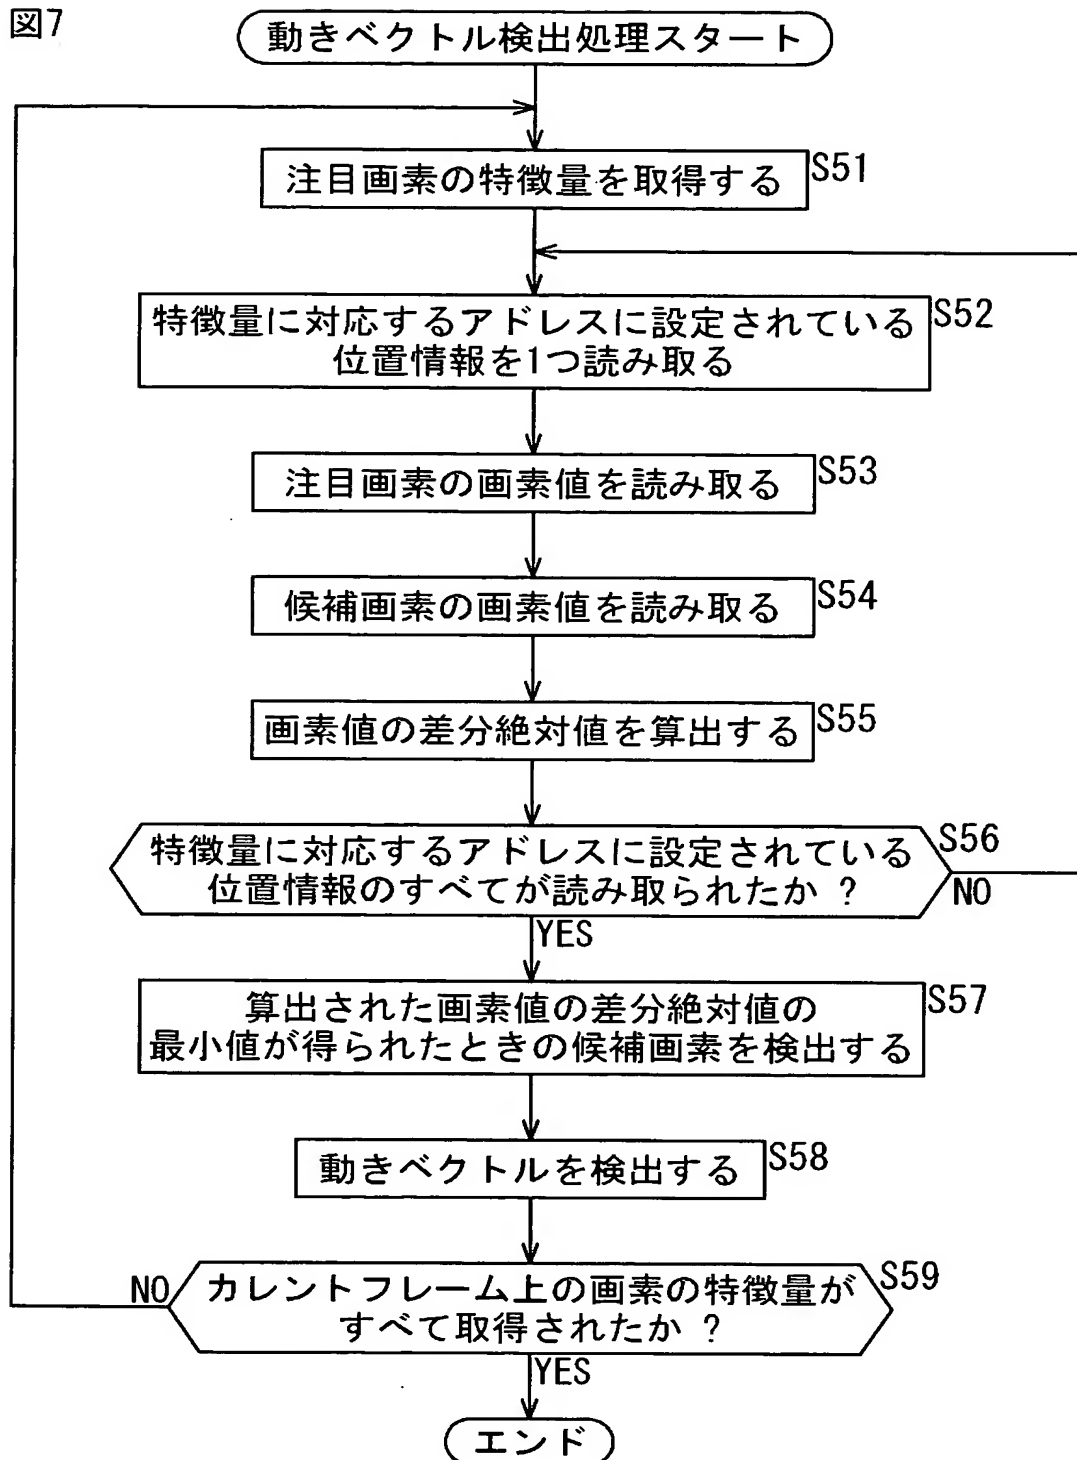 図7
動きベクトル検出処理スタート
注目画素の特徴量を取得する
S51
特徴量に対応するアドレスに設定されている
位置情報を1つ読み取る
S52
注目画素の画素値を読み取る
S53
候補画素の画素値を読み取る
S54
画素値の差分絶対値を算出する
S55
特徴量に対応するアドレスに設定されている
位置情報のすべてが読み取られたか ?
S56
NO
YES
算出された画素値の差分絶対値の
最小値が得られたときの候補画素を検出する
S57
動きベクトルを検出する
S58
NO
カレントフレーム上の画素の特徴量が
すべて取得されたか ?
S59
YES
エンド